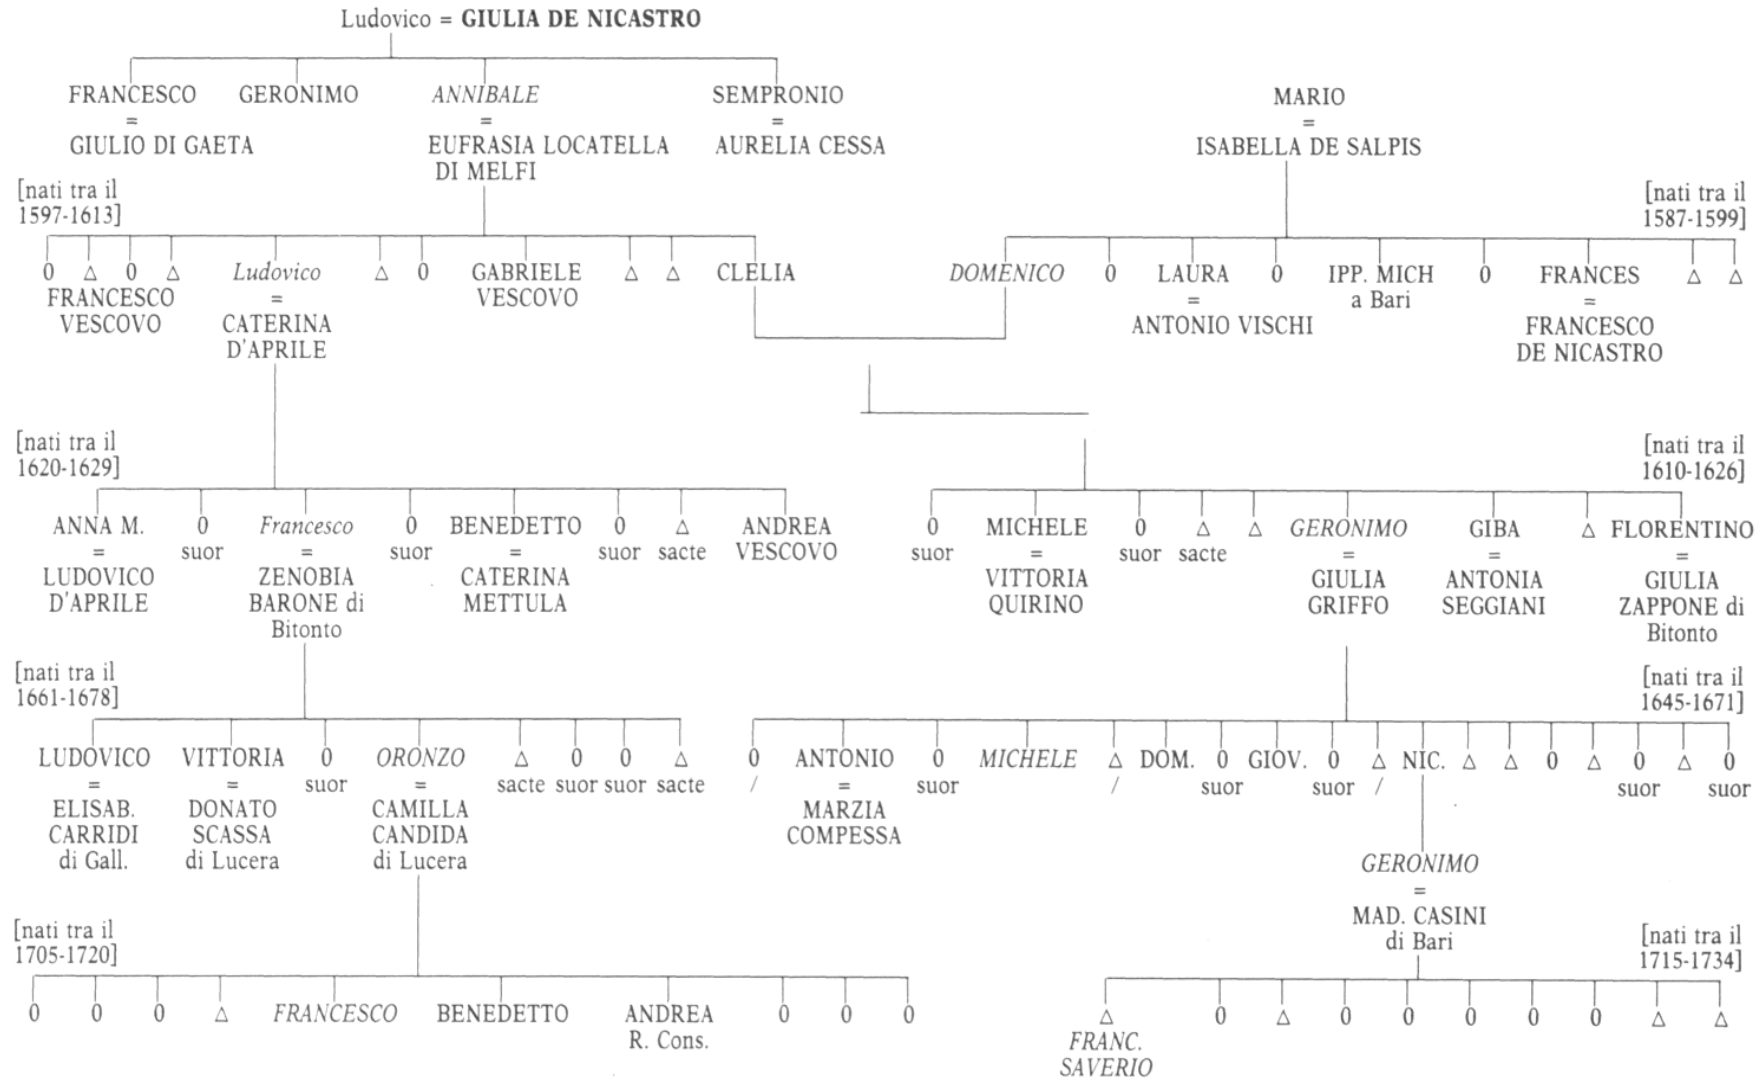 Ludovico = GIULIA DE NICASTRO
FRANCESCO GERONIMO ANNIBALE SEMPRONIO MARIO
= = = =
GIULIO DI GAETA EUFRASIA LOCATELLA AURELIA CESSA ISABELLA DE SALPIS
DI MELFI
[nati tra il [nati tra il
1597-1613] 1587-1599]
0 △ 0 △ Ludovico △ 0 GABRIELE △ △ CLELIA DOMENICO 0 LAURA 0 IPP. MICH 0 FRANCES △ △
FRANCESCO = VESCOVO = a Bari =
VESCOVO CATERINA ANTONIO VISCHI FRANCESCO
D'APRILE DE NICASTRO
[nati tra il [nati tra il
1620-1629] 1610-1626]
ANNA M. 0 Francesco 0 BENEDETTO 0 △ ANDREA 0 MICHELE 0 △ △ GERONIMO GIBA △ FLORENTINO
= suor = suor = suor sacte VESCOVO suor = suor sacte = = =
LUDOVICO ZENOBIA CATERINA VITTORIA GIULIA ANTONIA GIULIA
D'APRILE BARONE di METTULA QUIRINO GRIFFO SEGGIANI ZAPPONE di
Bitonto Bitonto
[nati tra il [nati tra il
1661-1678] 1645-1671]
LUDOVICO VITTORIA 0 ORONZO △ 0 0 △ 0 ANTONIO 0 MICHELE △ DOM. 0 GIOV. 0 △ NIC. △ △ 0 △ 0 △ 0
= = suor = sacte suor suor sacte / = suor / suor suor / suor suor
ELISAB. DONATO CAMILLA MARZIA
CARRIDI SCASSA CANDIDA COMPESSA
di Gall. di Lucera di Lucera
GERONIMO
=
MAD. CASINI
di Bari
[nati tra il [nati tra il
1705-1720] 1715-1734]
0 0 0 △ FRANCESCO BENEDETTO ANDREA 0 0 0 △ 0 △ 0 0 0 0 0 △ △
R. Cons. FRANC.
SAVERIO